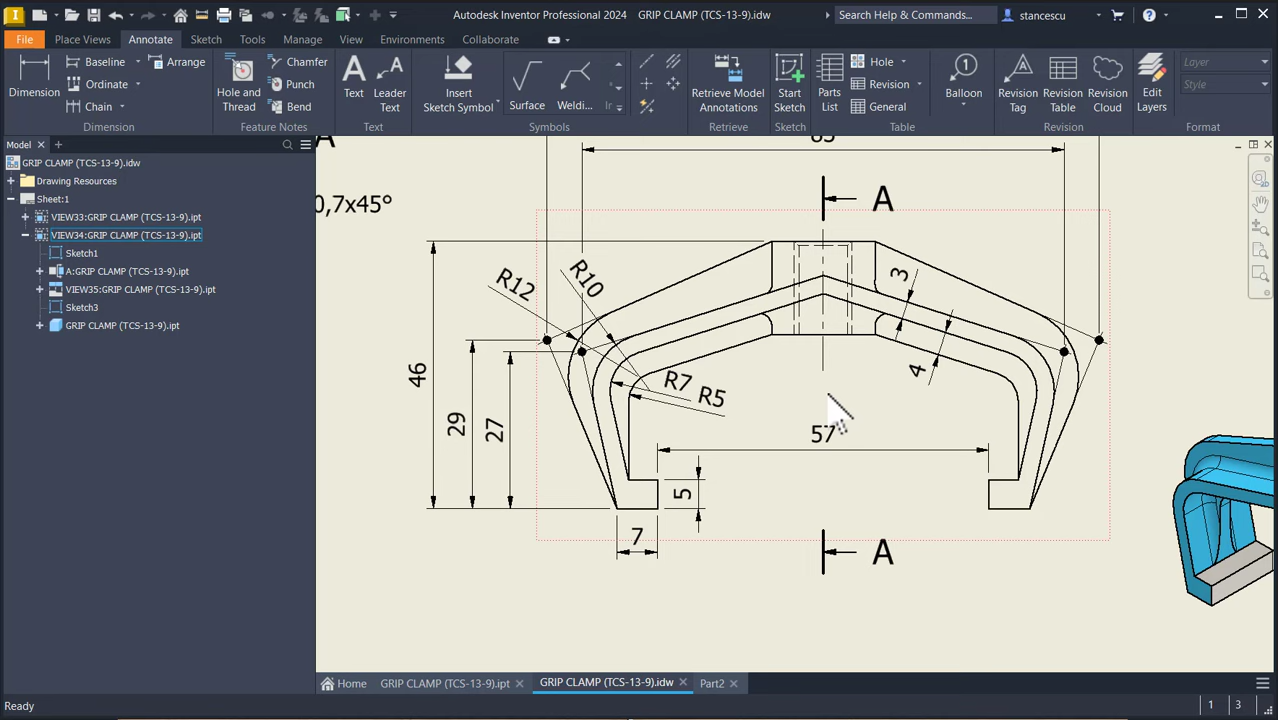 Autodesk Inventor Professional 2024 GRIP CLAMP (TCS-13-9).idw
Search Help & Commands...
stancescu
File Place Views Annotate Sketch Tools Manage View Environments Collaborate
Dimension
Baseline
Ordinate
Chain
Arrange
Dimension
Hole and Thread
Chamfer
Punch
Bend
Feature Notes
Text
Leader Text
Text
Insert Sketch Symbol
Surface
Weldi...
Ir
Symbols
Retrieve Model Annotations
Retrieve
Start Sketch
Sketch
Parts List
Hole
Revision
General
Table
Balloon
1
Revision Tag
Revision Table
Revision Cloud
Revision
Edit Layers
Layer
Style
Format
Model
GRIP CLAMP (TCS-13-9).idw
Drawing Resources
Sheet:1
VIEW33:GRIP CLAMP (TCS-13-9).ipt
VIEW34:GRIP CLAMP (TCS-13-9).ipt
Sketch1
A:GRIP CLAMP (TCS-13-9).ipt
VIEW35:GRIP CLAMP (TCS-13-9).ipt
Sketch3
GRIP CLAMP (TCS-13-9).ipt
0,7x45°
A
R12
R10
3
4
R7
R5
46
29
27
57
5
7
A
Home GRIP CLAMP (TCS-13-9).ipt GRIP CLAMP (TCS-13-9).idw Part2
Ready 1 3